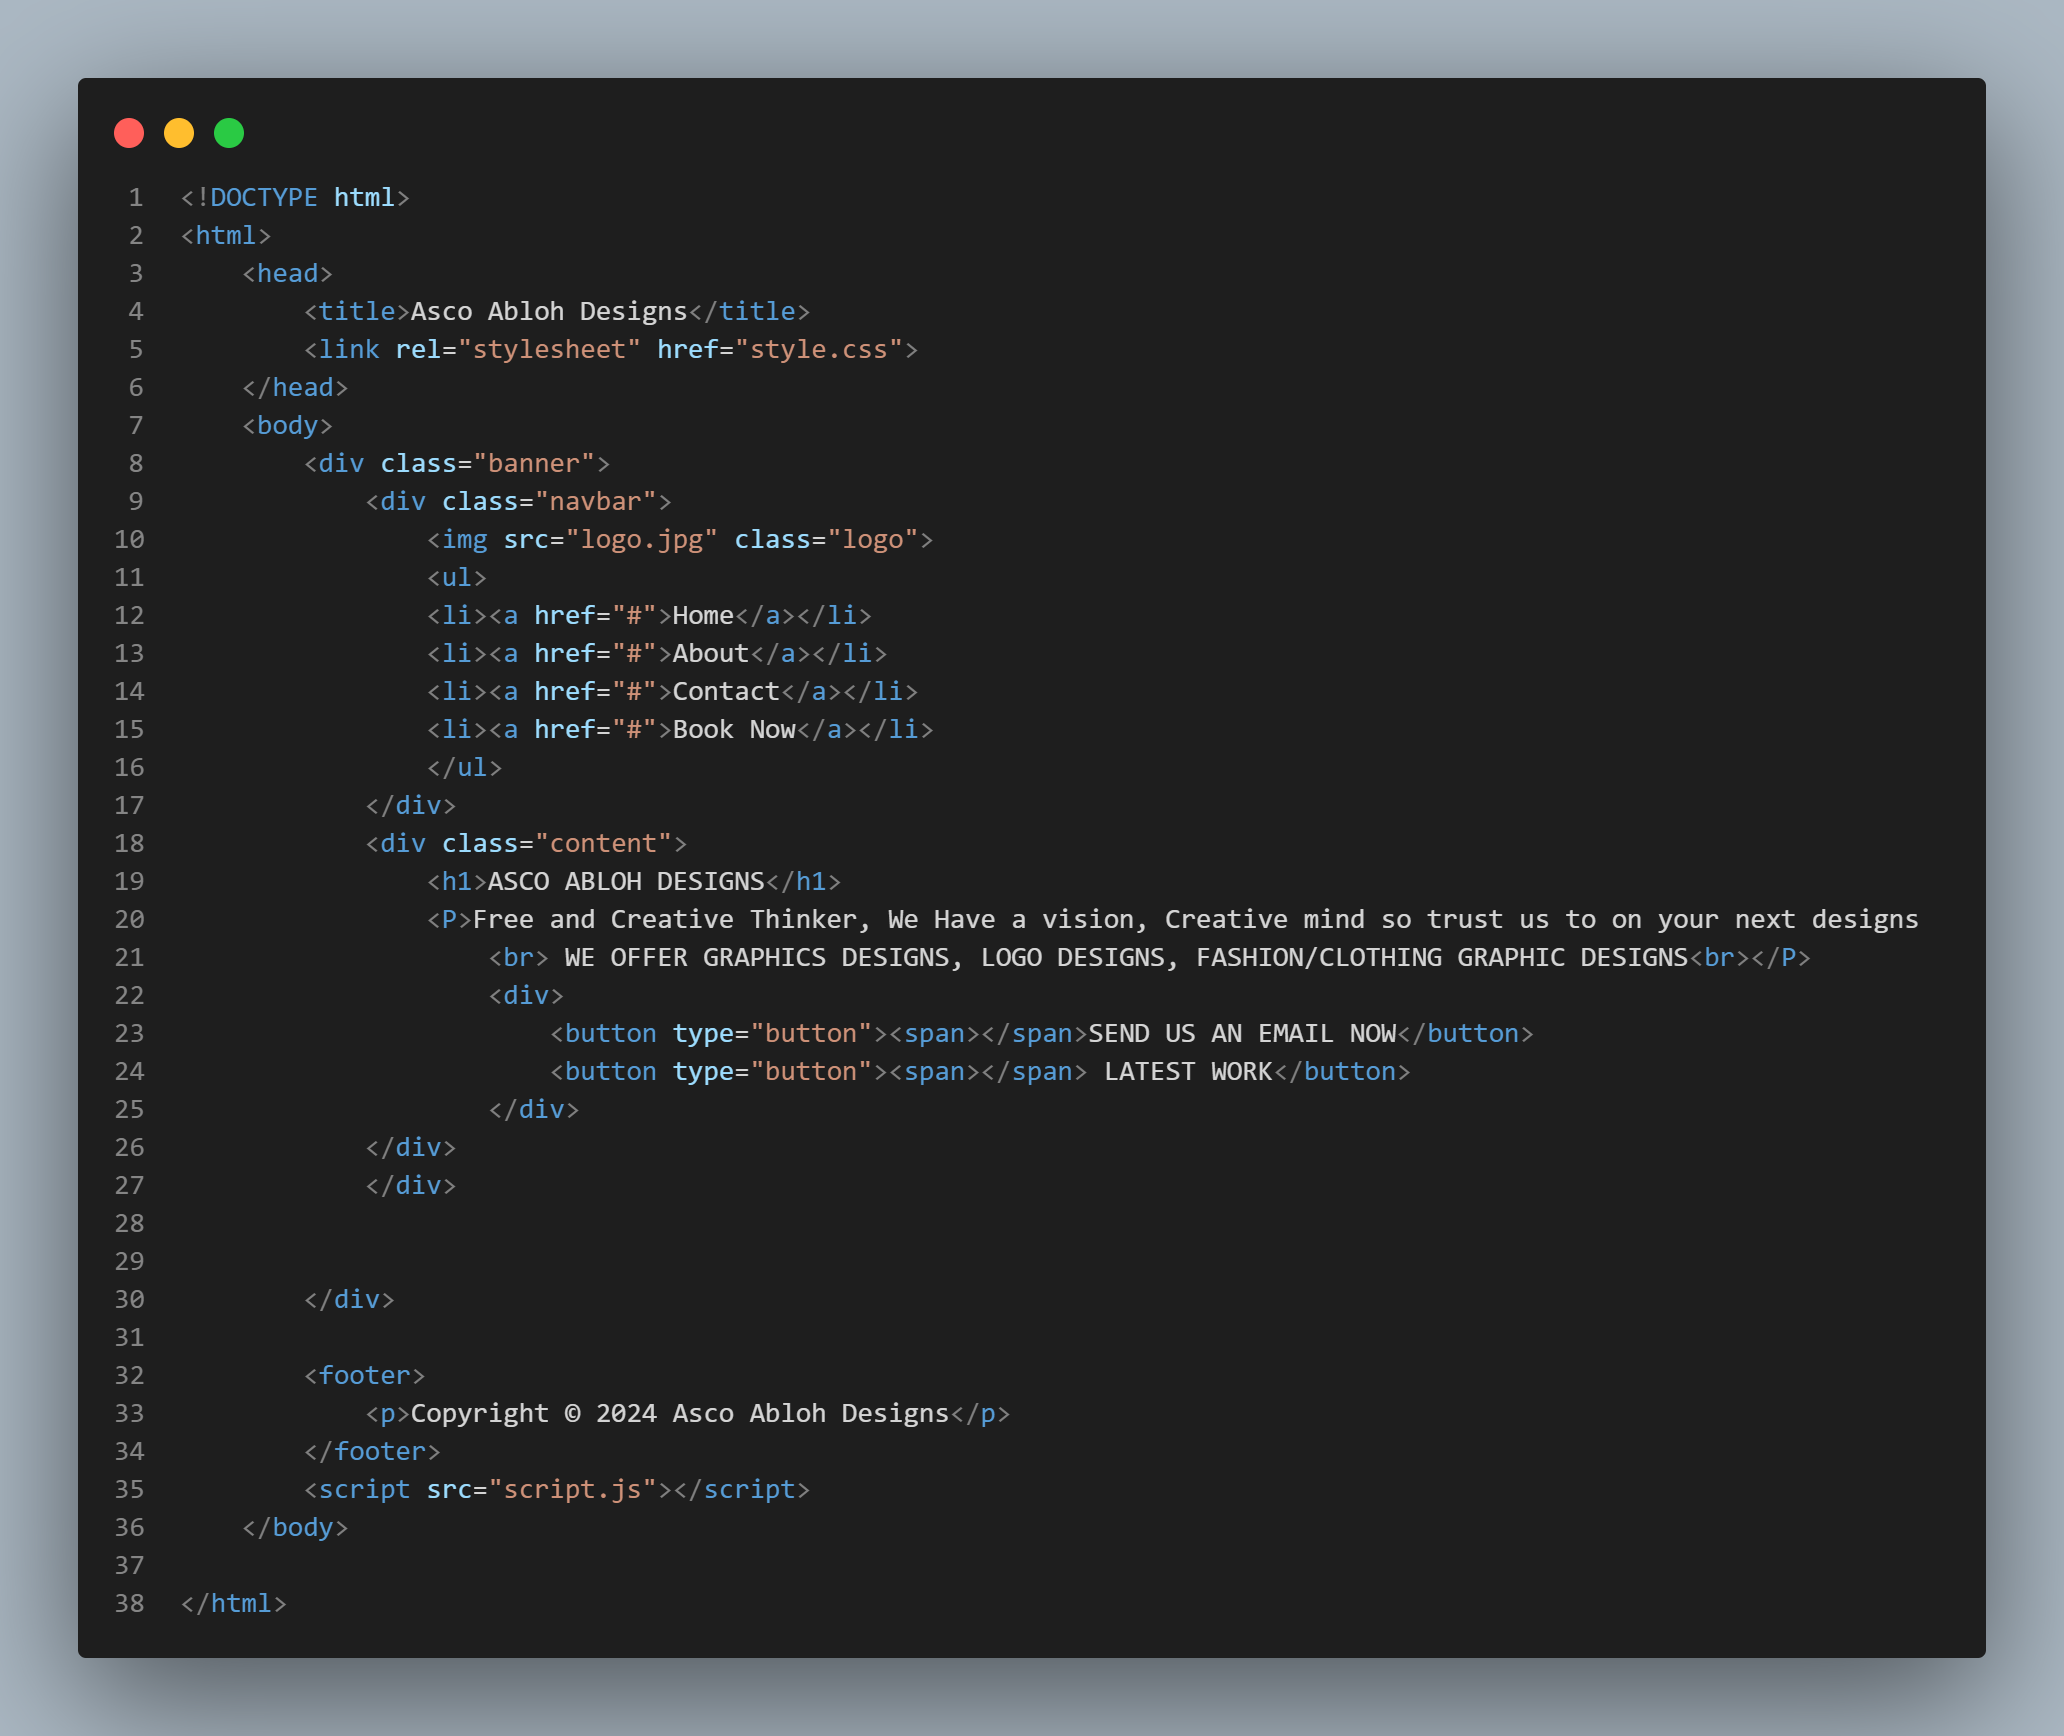 1 <!DOCTYPE html>
2 <html>
3     <head>
4         <title>Asco Abloh Designs</title>
5         <link rel="stylesheet" href="style.css">
6     </head>
7     <body>
8         <div class="banner">
9             <div class="navbar">
10                 <img src="logo.jpg" class="logo">
11                 <ul>
12                 <li><a href="#">Home</a></li>
13                 <li><a href="#">About</a></li>
14                 <li><a href="#">Contact</a></li>
15                 <li><a href="#">Book Now</a></li>
16                 </ul>
17             </div>
18             <div class="content">
19                 <h1>ASCO ABLOH DESIGNS</h1>
20                 <P>Free and Creative Thinker, We Have a vision, Creative mind so trust us to on your next designs
21                     <br> WE OFFER GRAPHICS DESIGNS, LOGO DESIGNS, FASHION/CLOTHING GRAPHIC DESIGNS<br></P>
22                     <div>
23                         <button type="button"><span></span>SEND US AN EMAIL NOW</button>
24                         <button type="button"><span></span> LATEST WORK</button>
25                     </div>
26             </div>
27             </div>
28
29
30         </div>
31
32         <footer>
33             <p>Copyright © 2024 Asco Abloh Designs</p>
34         </footer>
35         <script src="script.js"></script>
36     </body>
37
38 </html>